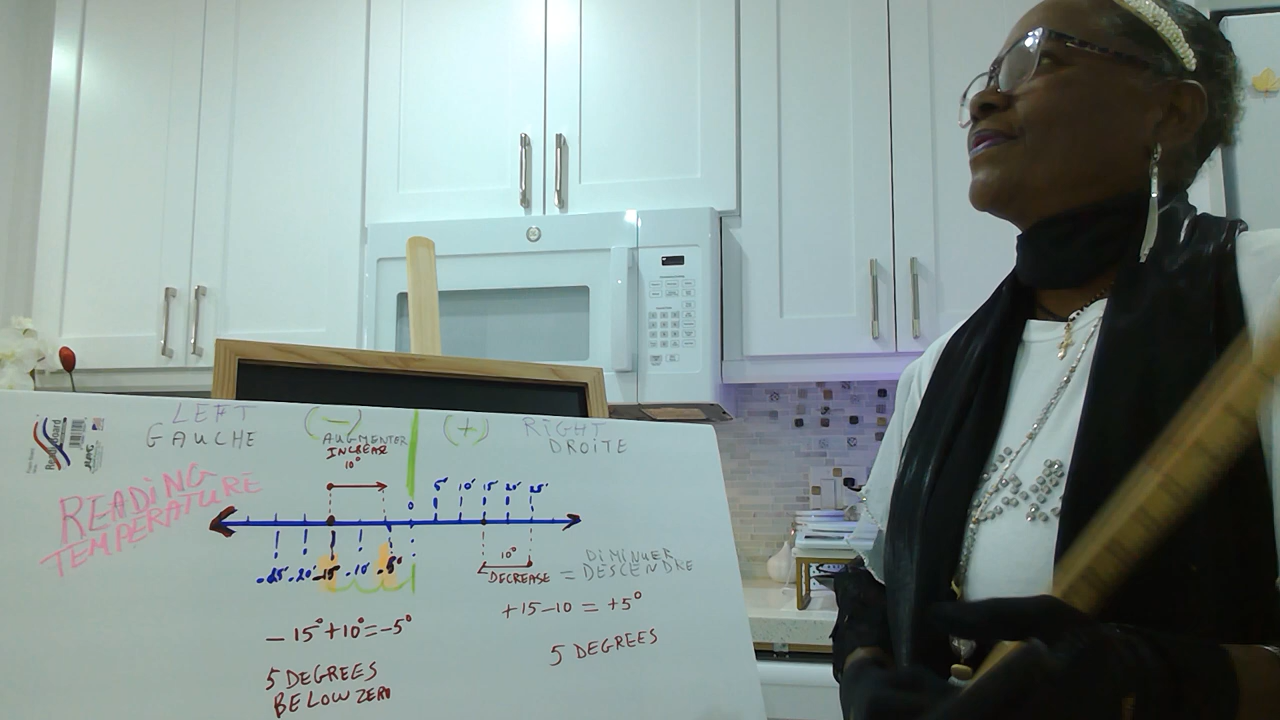 LEFT
GAUCHE
(-)
(+)
RIGHT
DROITE
AUGMENTER
INCREASE
10°
READING
TEMPERATURE
0
5° 10° 15° 20° 25°
-25° -20° -15° -10° -5°
10°
DECREASE
= DIMINUER
DESCENDRE
-15°+10°=-5°
+15-10=+5°
5 DEGREES
BELOW ZERO
5 DEGREES